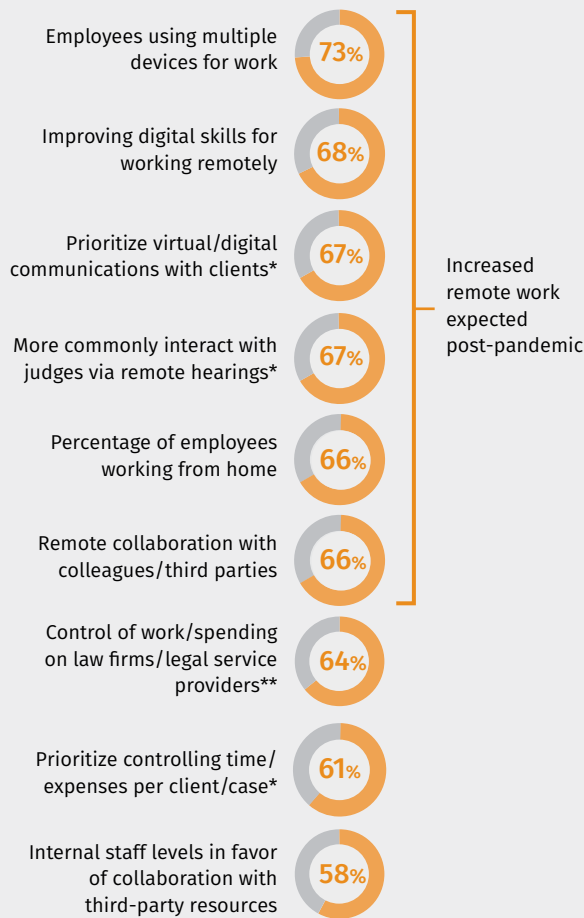 Employees using multiple
devices for work
73%
Improving digital skills for
working remotely
68%
Prioritize virtual/digital
communications with clients*
67%
More commonly interact with
judges via remote hearings*
67%
Percentage of employees
working from home
66%
Remote collaboration with
colleagues/third parties
66%
Increased
remote work
expected
post-pandemic
Control of work/spending
on law firms/legal service
providers**
64%
Prioritize controlling time/
expenses per client/case*
61%
Internal staff levels in favor
of collaboration with
third-party resources
58%